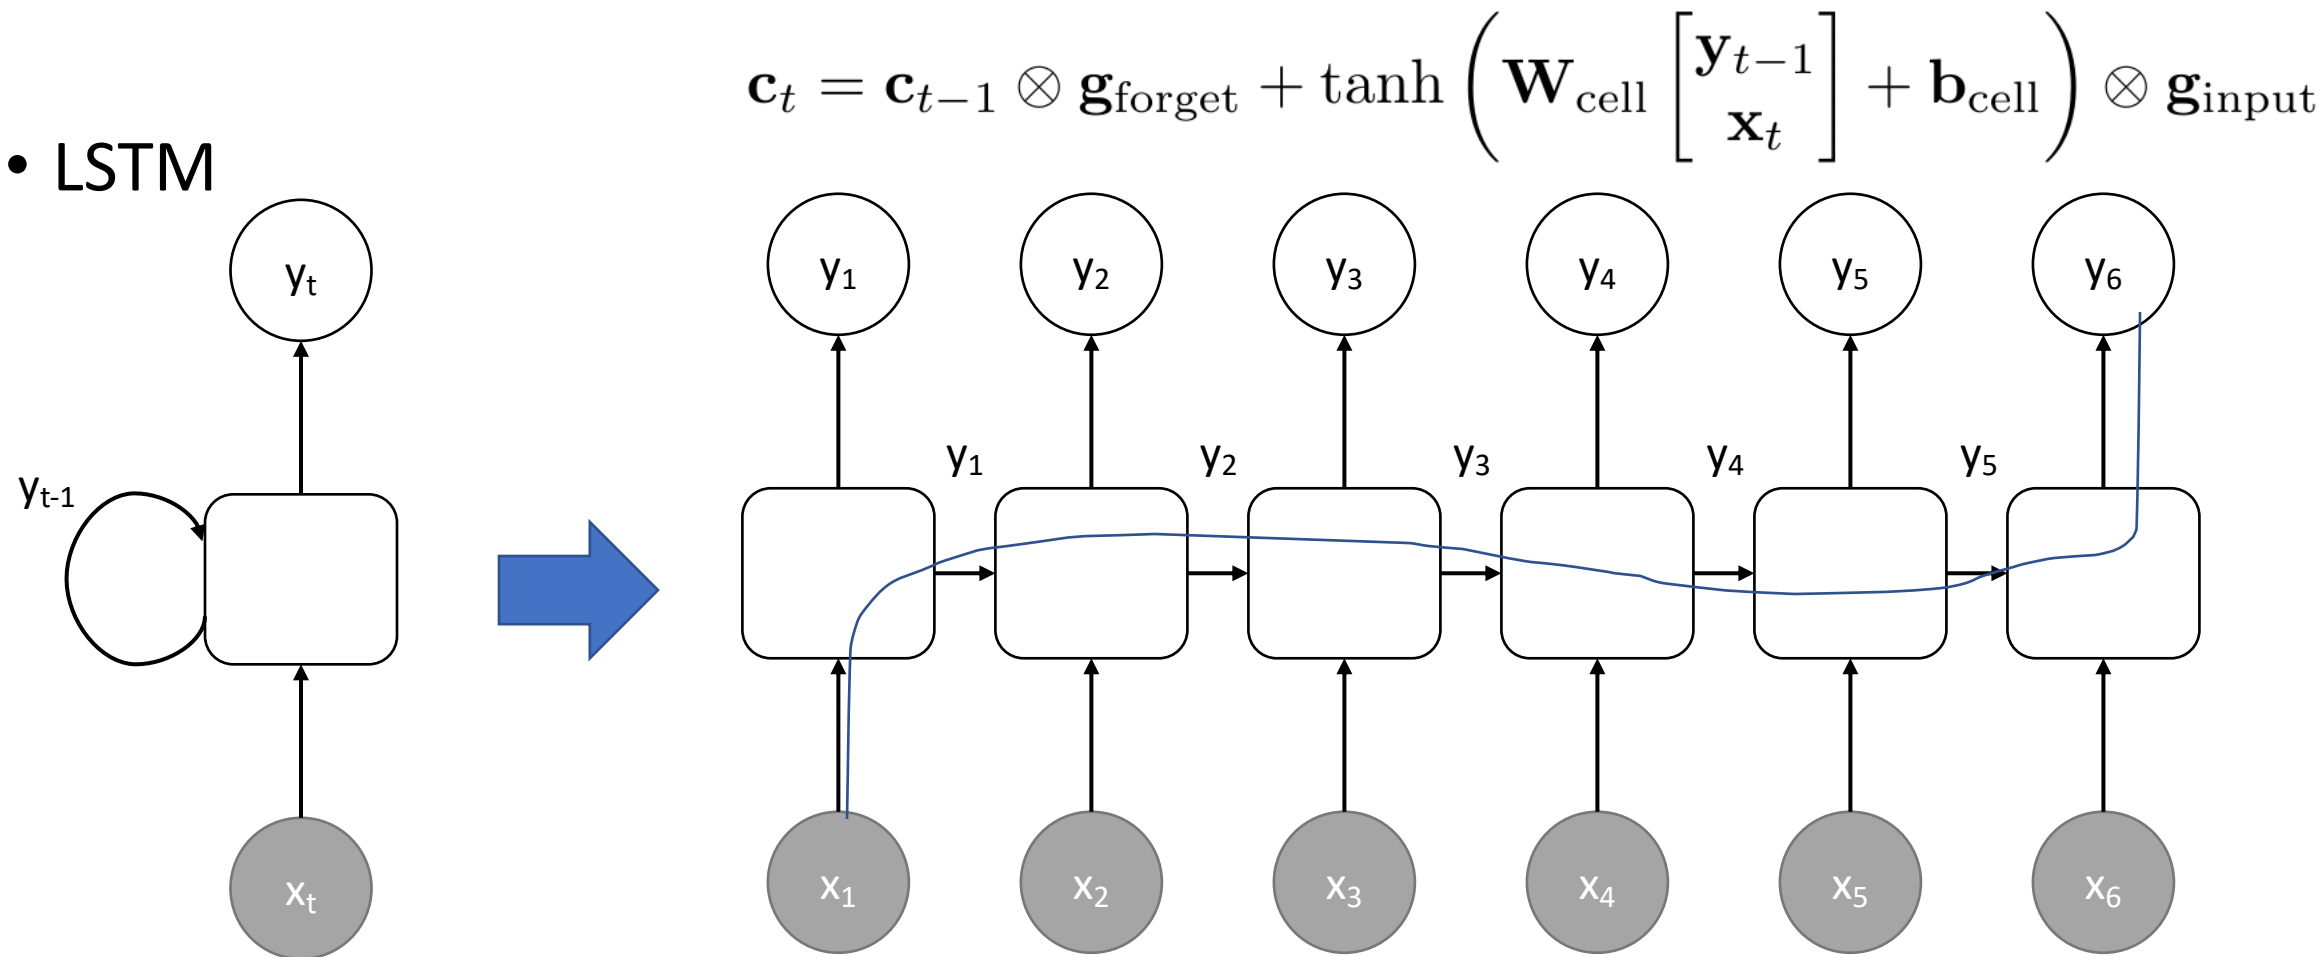 c_t = c_{t−1} ⊗ g_forget + tanh ( W_cell [ y_{t−1} x_t ] + b_cell ) ⊗ g_input
• LSTM
y_t
y_1 y_2 y_3 y_4 y_5 y_6
y_{t-1}
y_1 y_2 y_3 y_4 y_5
x_t
x_1 x_2 x_3 x_4 x_5 x_6